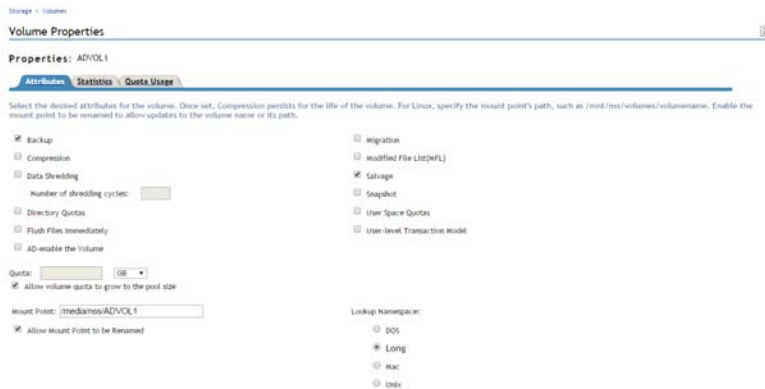 Storage > Volumes
Volume Properties
Properties: ADVOL1
Attributes Statistics Quota Usage
Select the desired attributes for the volume. Once set, Compression persists for the life of the volume. For Linux, specify the mount point's path, such as /mnt/nss/volumes/volumename. Enable the
mount point to be renamed to allow updates to the volume name or its path.
Backup
Migration
Compression
Modified File List(MFL)
Data Shredding
Salvage
Number of shredding cycles:
Snapshot
Directory Quotas
User Space Quotas
Flush Files Immediately
User-level Transaction Model
AD-enable the Volume
Quota: GB
Allow volume quota to grow to the pool size
Mount Point: /media/nss/ADVOL1
Lookup Namespace:
Allow Mount Point to be Renamed
DOS
Long
Mac
Unix